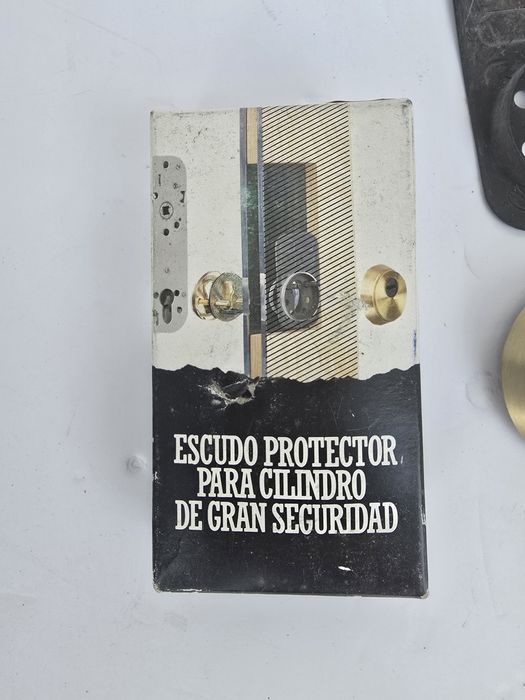 ESCUDO PROTECTOR
PARA CILINDRO
DE GRAN SEGURIDAD